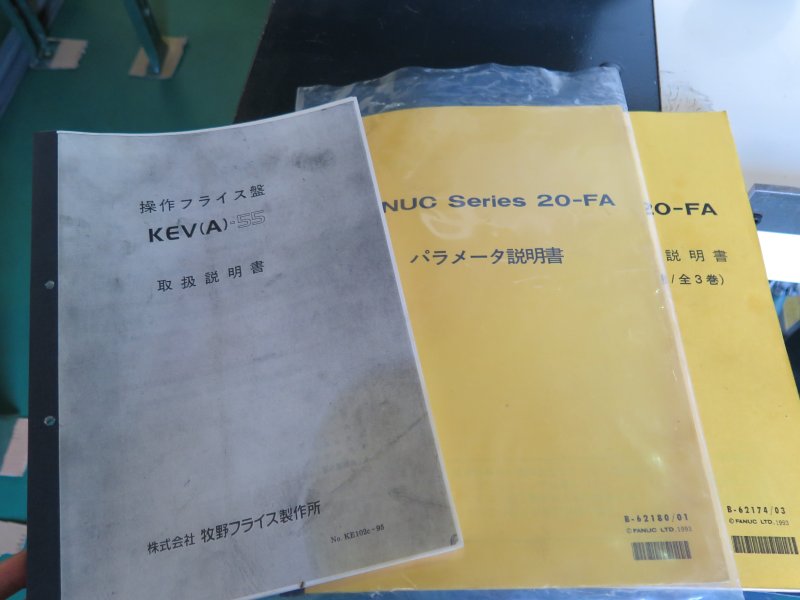 操作フライス盤
KEV(A)-55
取扱説明書
株式会社 牧野フライス製作所
No. KE102c-95
NUC Series 20-FA
パラメータ説明書
B-62180/01
© FANUC LTD, 1993
20-FA
説明書
/全3巻)
B-62174/03
© FANUC LTD, 1993